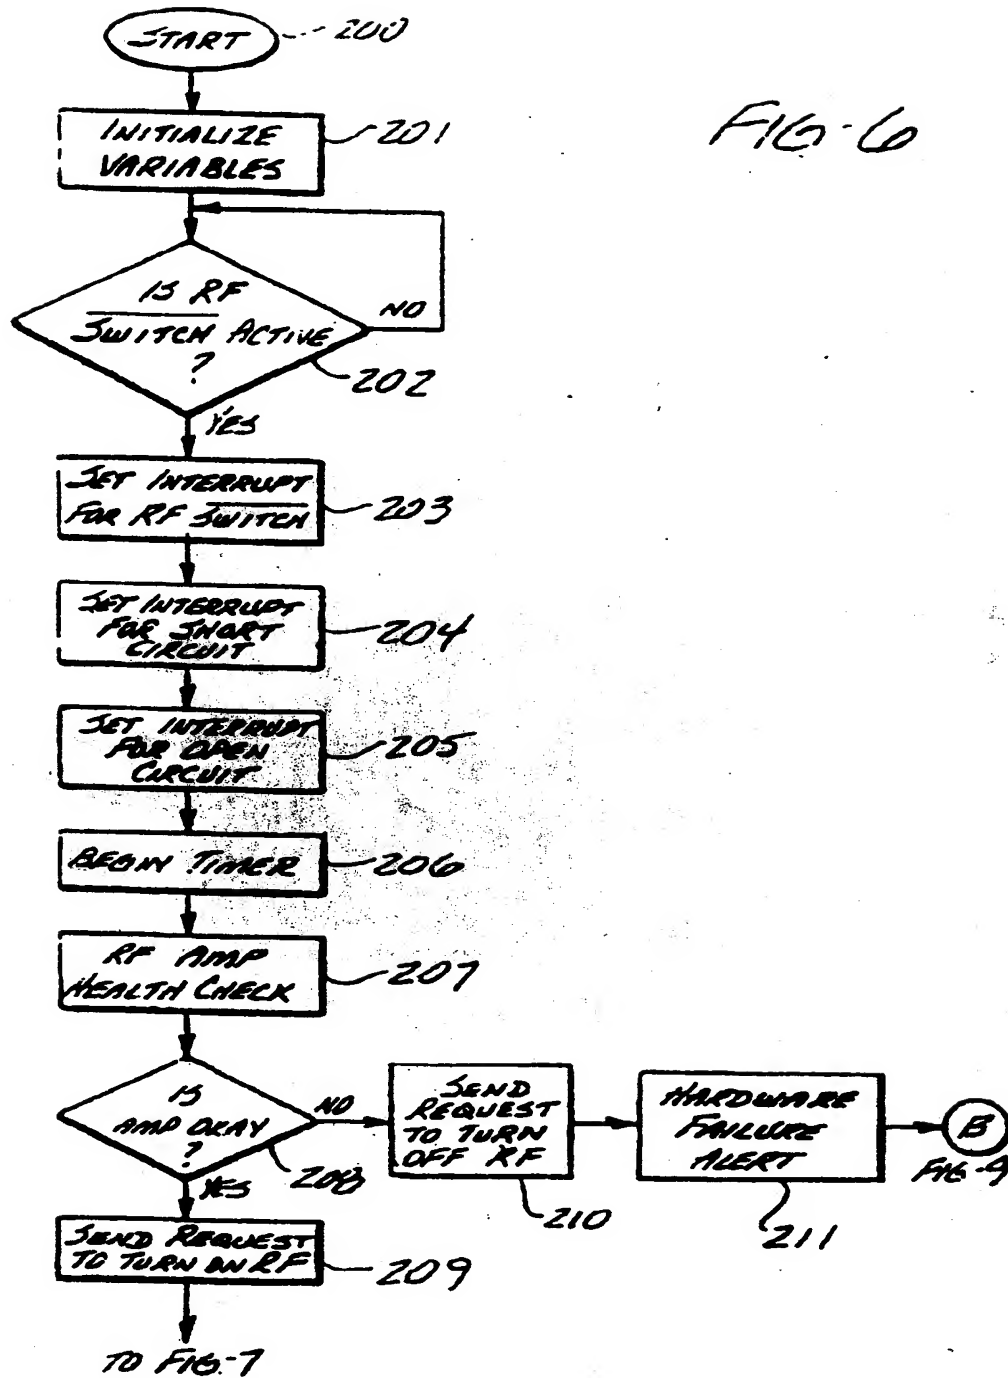 START
200
FIG-6
INITIALIZE
VARIABLES
201
IS RF
SWITCH ACTIVE
?
NO
202
YES
SET INTERRUPT
FOR RF SWITCH
203
SET INTERRUPT
FOR SHORT
CIRCUIT
204
SET INTERRUPT
FOR OPEN
CIRCUIT
205
BEGIN TIMER
206
RF AMP
HEALTH CHECK
207
IS
AMP OKAY
?
NO
208
YES
SEND
REQUEST
TO TURN
OFF RF
210
HARDWARE
FAILURE
ALERT
211
B
FIG-9
SEND REQUEST
TO TURN ON RF
209
TO FIG-7